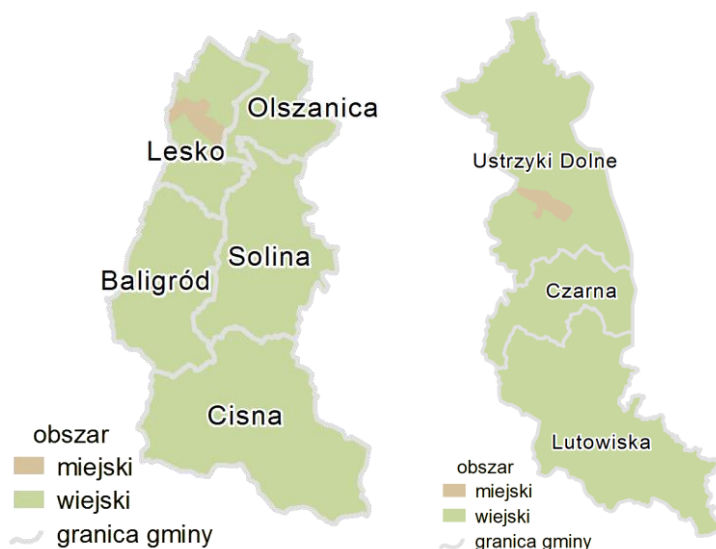 Olszanica
Lesko
Solina
Baligród
Cisna
obszar
miejski
wiejski
granica gminy
Ustrzyki Dolne
Czarna
Lutowiska
obszar
miejski
wiejski
granica gminy